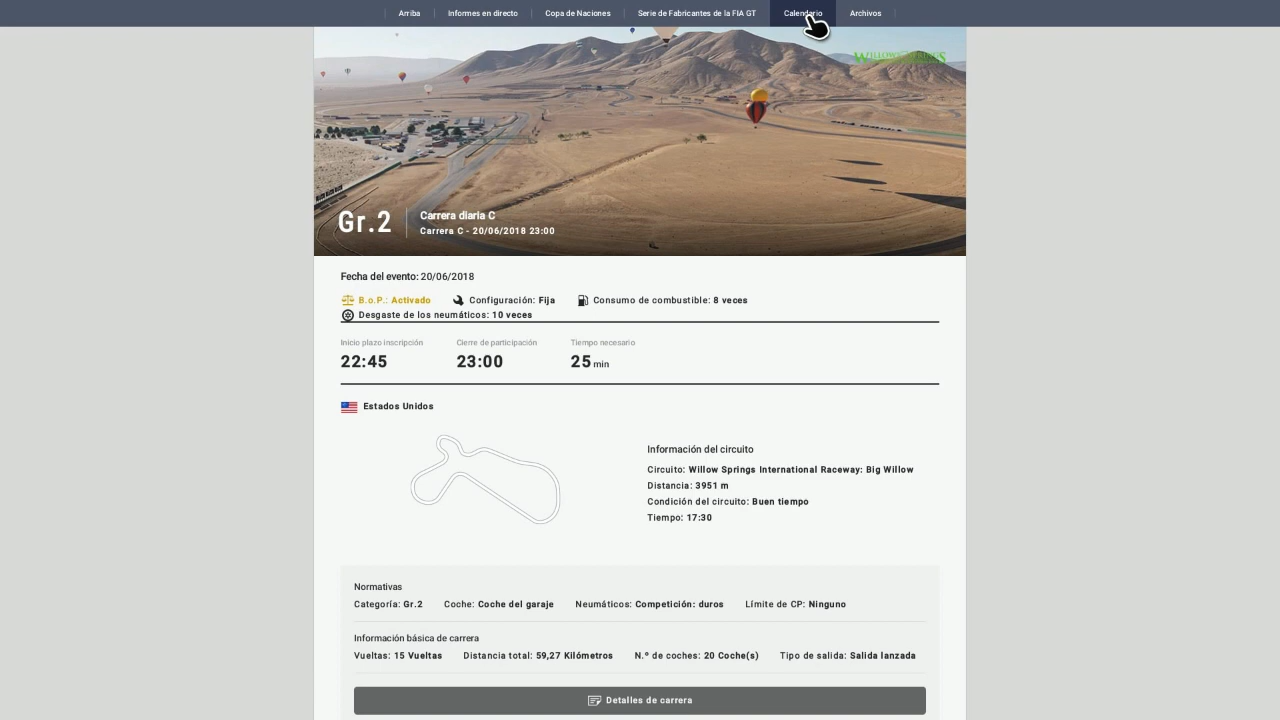 Arriba Informes en directo Copa de Naciones Serie de Fabricantes de la FIA GT Calendario Archivos
WILLOW SPRINGS
Gr.2
Carrera diaria C
Carrera C - 20/06/2018 23:00
Fecha del evento: 20/06/2018
B.o.P.: Activado Configuración: Fija Consumo de combustible: 8 veces
Desgaste de los neumáticos: 10 veces
Inicio plazo inscripción Cierre de participación Tiempo necesario
22:45 23:00 25 min
Estados Unidos
Información del circuito
Circuito: Willow Springs International Raceway: Big Willow
Distancia: 3951 m
Condición del circuito: Buen tiempo
Tiempo: 17:30
Normativas
Categoría: Gr.2 Coche: Coche del garaje Neumáticos: Competición: duros Límite de CP: Ninguno
Información básica de carrera
Vueltas: 15 Vueltas Distancia total: 59,27 Kilómetros N.º de coches: 20 Coche(s) Tipo de salida: Salida lanzada
Detalles de carrera